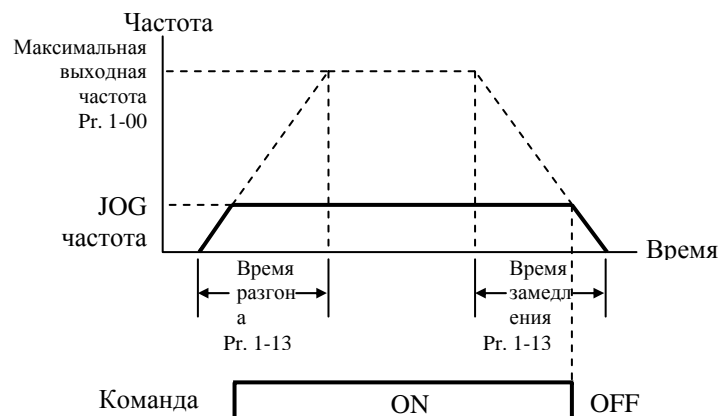 Частота
Максимальная
выходная
частота
Pr. 1-00
JOG
частота
Время
Время
разгон
а
Pr. 1-13
Время
замедл
ения
Pr. 1-13
Команда
ON
OFF